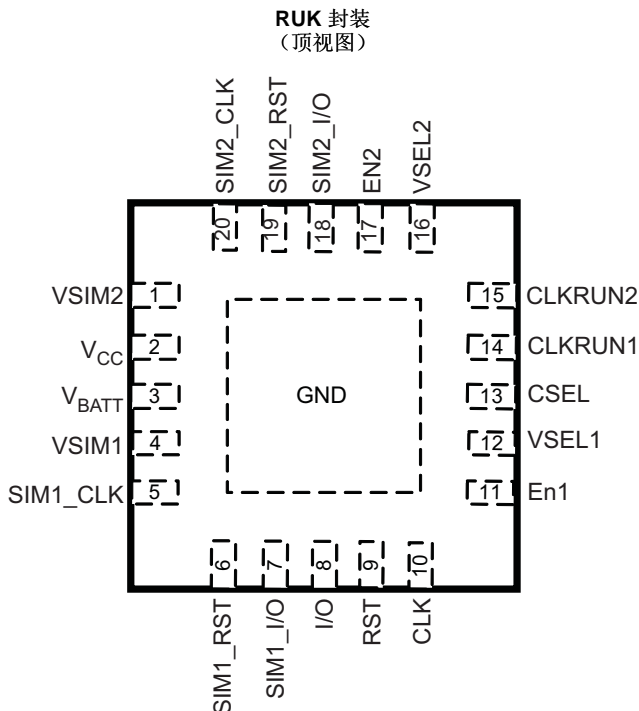 RUK 封装
（顶视图）
SIM2_CLK
SIM2_RST
SIM2_I/O
EN2
VSEL2
20
19
18
17
16
VSIM2 1
15 CLKRUN2
VCC 2
14 CLKRUN1
VBATT 3
GND
13 CSEL
VSIM1 4
12 VSEL1
SIM1_CLK 5
11 En1
6
7
8
9
10
SIM1_RST
SIM1_I/O
I/O
RST
CLK